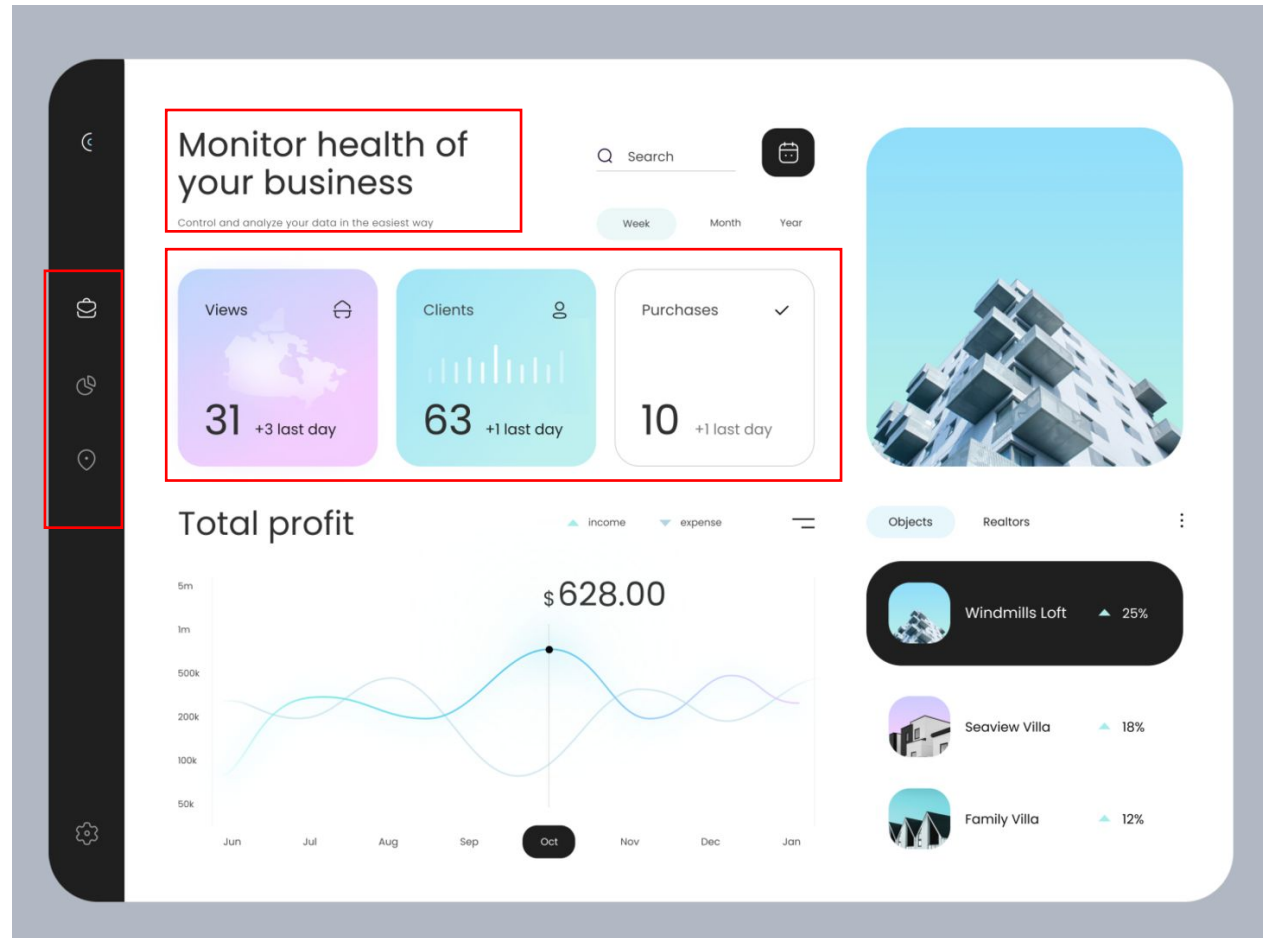 Monitor health of
your business
Control and analyze your data in the easiest way
Search
Week Month Year
Views
31 +3 last day
Clients
63 +1 last day
Purchases
10 +1 last day
Total profit
income expense
$628.00
5m
1m
500k
200k
100k
50k
Jun Jul Aug Sep Oct Nov Dec Jan
Objects Realtors
Windmills Loft 25%
Seaview Villa 18%
Family Villa 12%